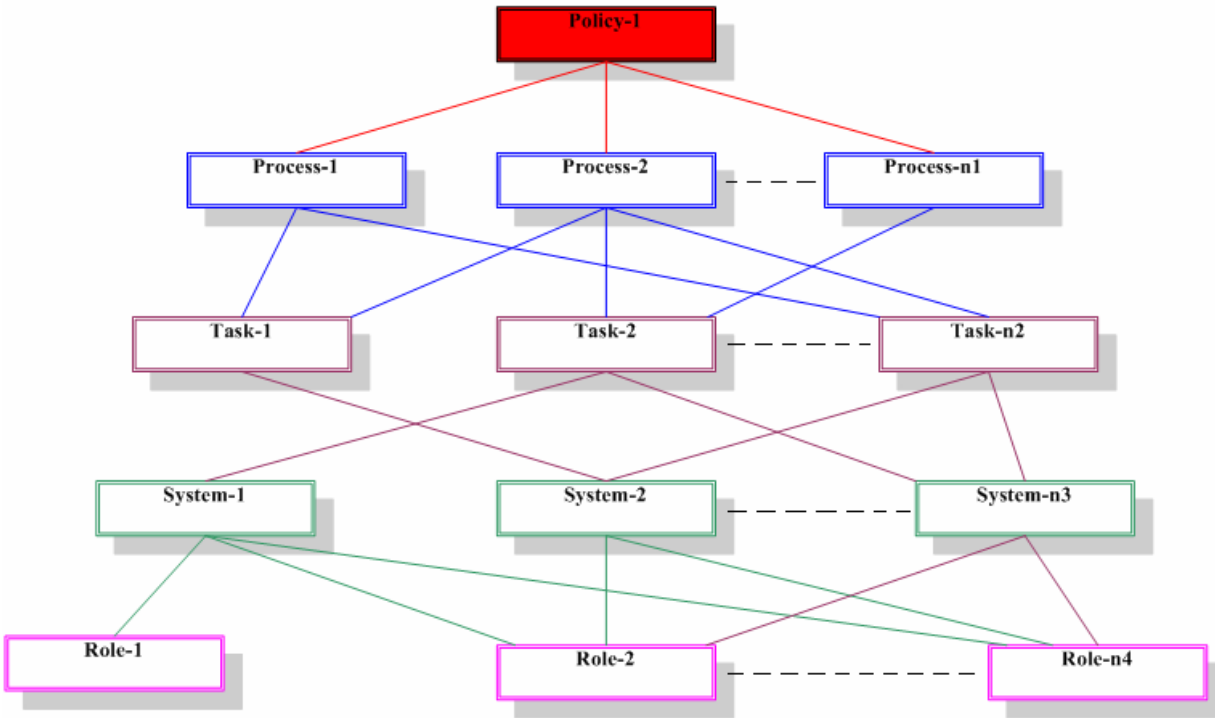 Policy-1
Process-1
Process-2
Process-n1
Task-1
Task-2
Task-n2
System-1
System-2
System-n3
Role-1
Role-2
Role-n4